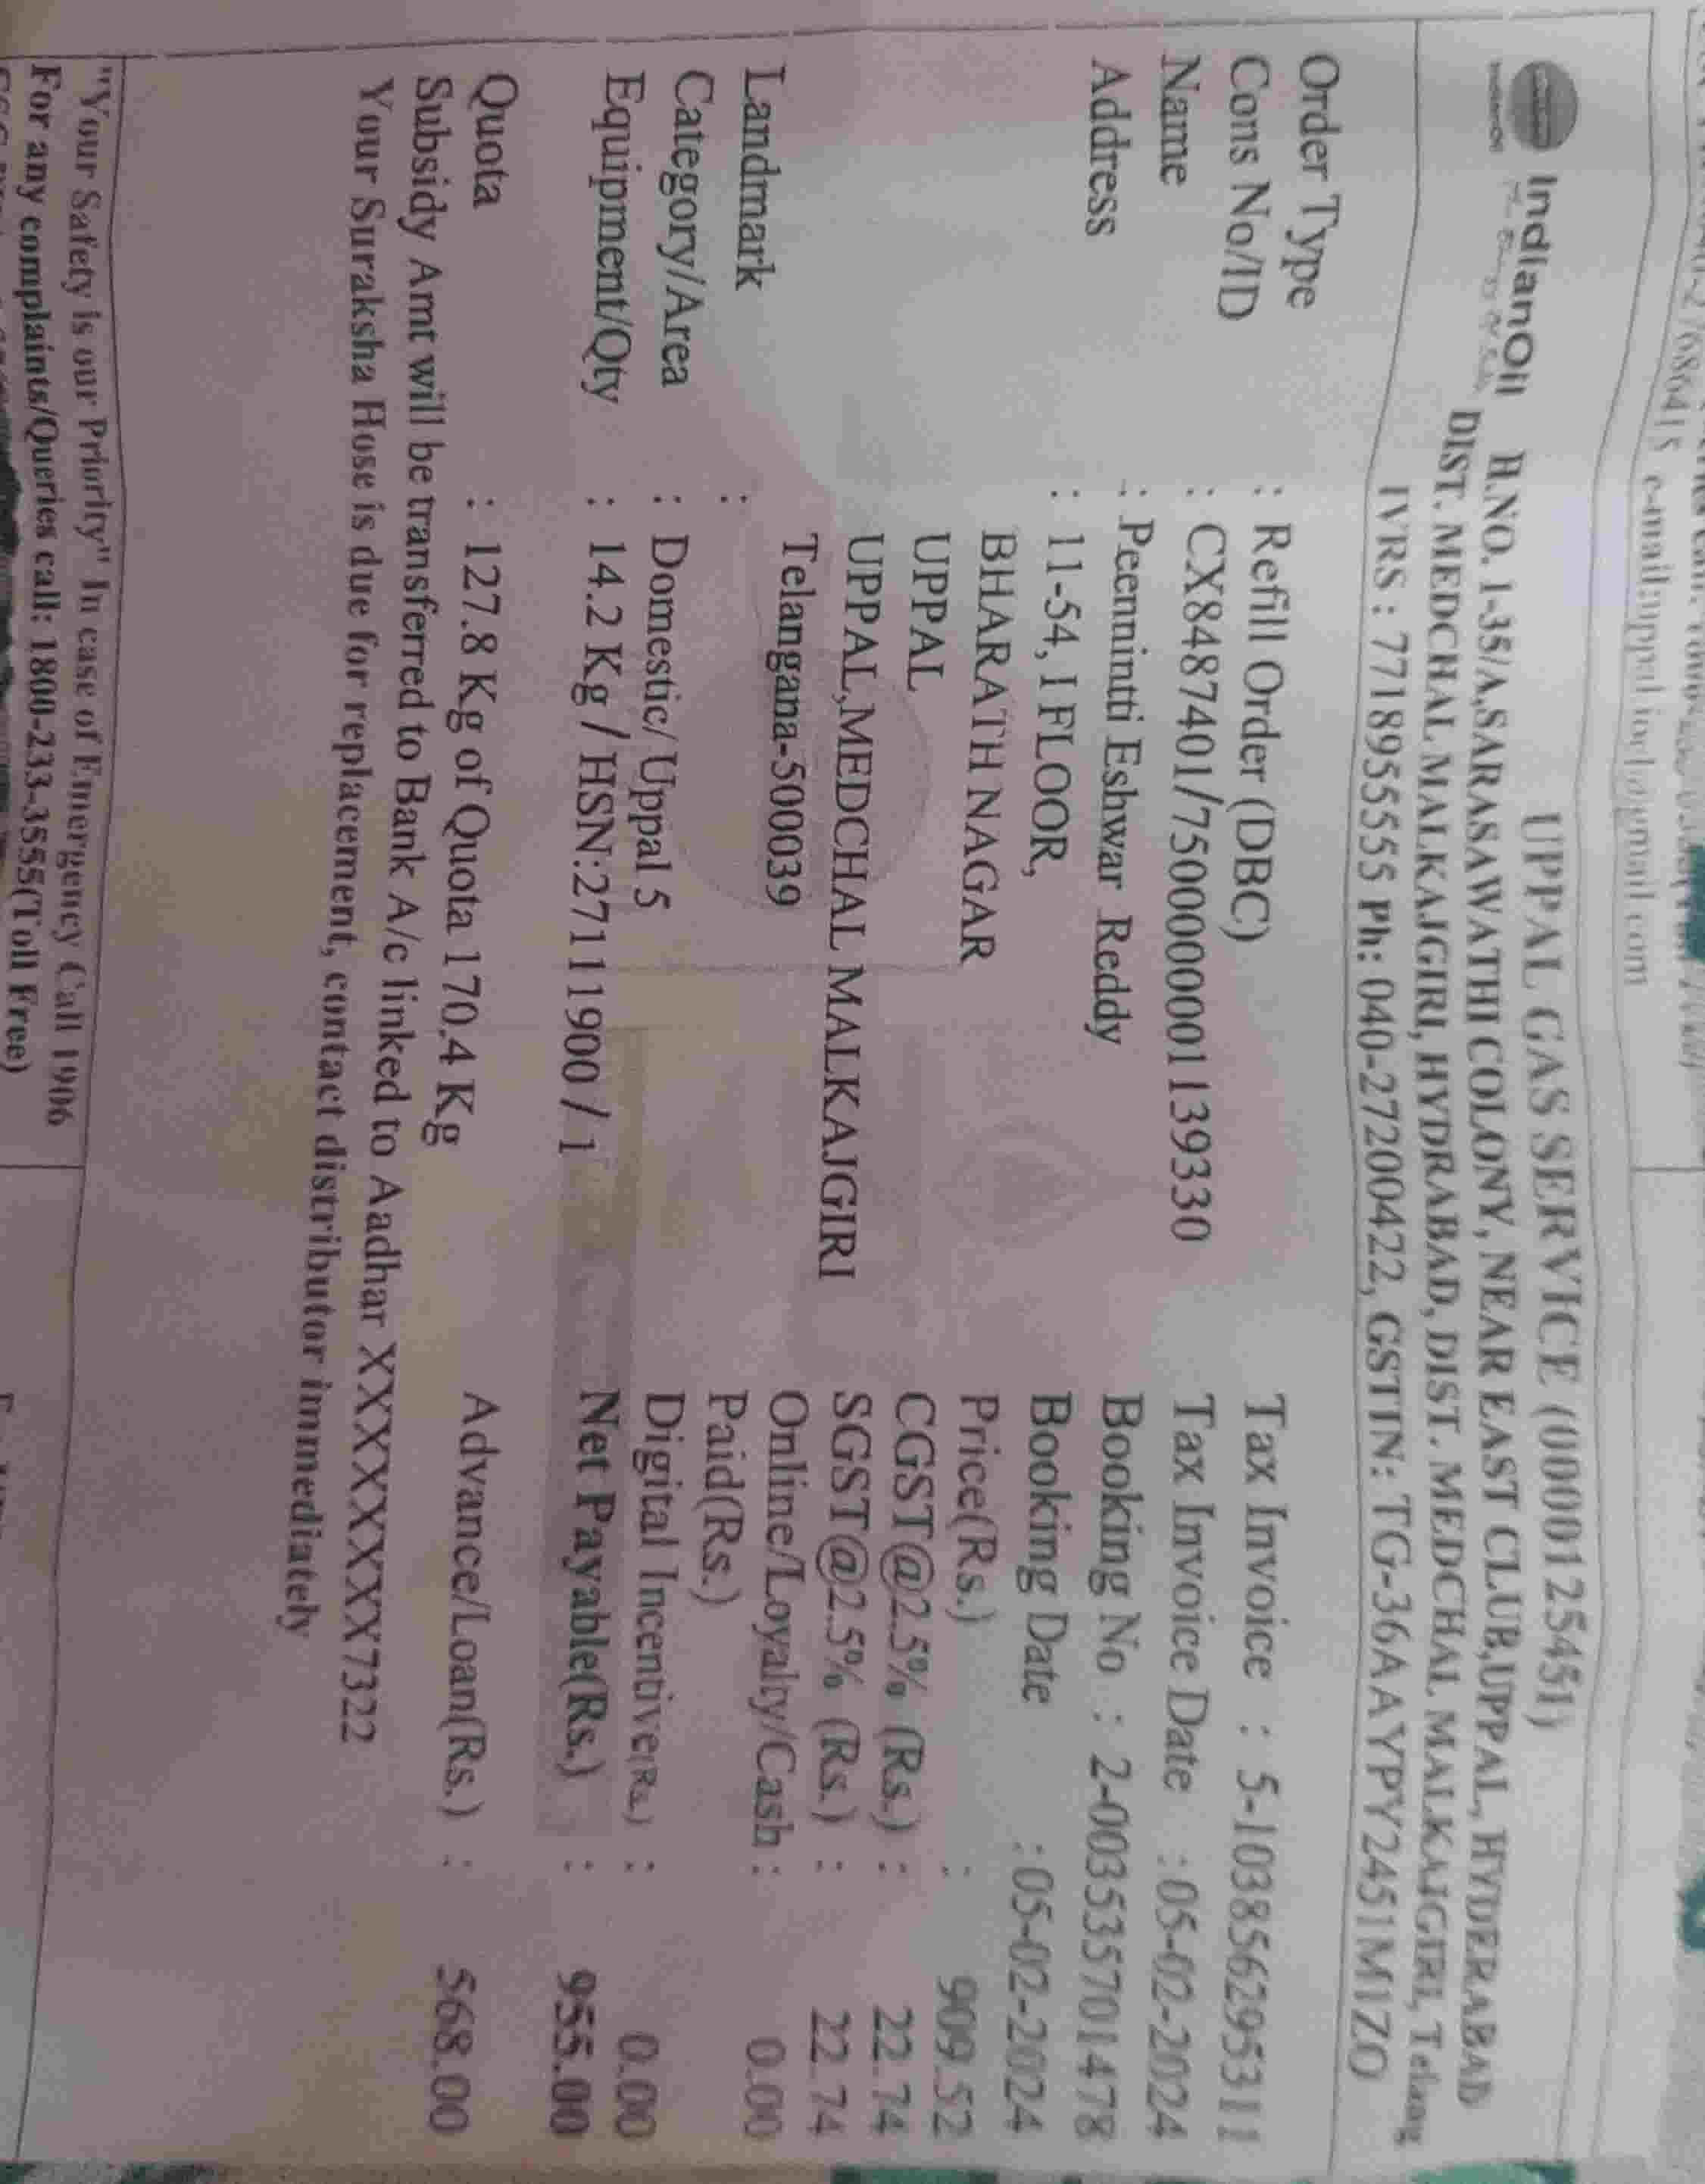 e-mail:uppal.ioc@gmail.com
IndianOil
UPPAL GAS SERVICE (0000125451)
H.NO. 1-35/A,SARASAWATHI COLONY, NEAR EAST CLUB,UPPAL, HYDERABAD
DIST. MEDCHAL MALKAJGIRI, HYDRABAD, DIST. MEDCHAL MALKAJGIRI, Telang
IVRS : 7718955555 Ph: 040-27200422, GSTIN: TG-36AAYPY2451M1ZO
Order Type : Refill Order (DBC) Tax Invoice : 5-103856295311
Cons No/ID : CX8487401/7500000001139330 Tax Invoice Date : 05-02-2024
Name : Peennintti Eshwar Reddy Booking No : 2-0035335701478
Address : 11-54, I FLOOR, Booking Date : 05-02-2024
BHARATH NAGAR Price(Rs.) : 909.52
UPPAL CGST@2.5% (Rs.) : 22.74
UPPAL,MEDCHAL MALKAJGIRI SGST@2.5% (Rs.) : 22.74
Telangana-500039 Online/Loyalty/Cash : 0.00
Landmark : Paid(Rs.)
Category/Area : Domestic/ Uppal 5 Digital Incentive(Rs.) : 0.00
Equipment/Qty : 14.2 Kg / HSN:27111900 / 1 Net Payable(Rs.) : 955.00
Quota : 127.8 Kg of Quota 170.4 Kg Advance/Loan(Rs.) : 568.00
Subsidy Amt will be transferred to Bank A/c linked to Aadhar XXXXXXXXXX7322
Your Suraksha Hose is due for replacement, contact distributor immediately
"Your Safety is our Priority" In case of Emergency Call 1906
For any complaints/Queries call: 1800-233-3555(Toll Free)